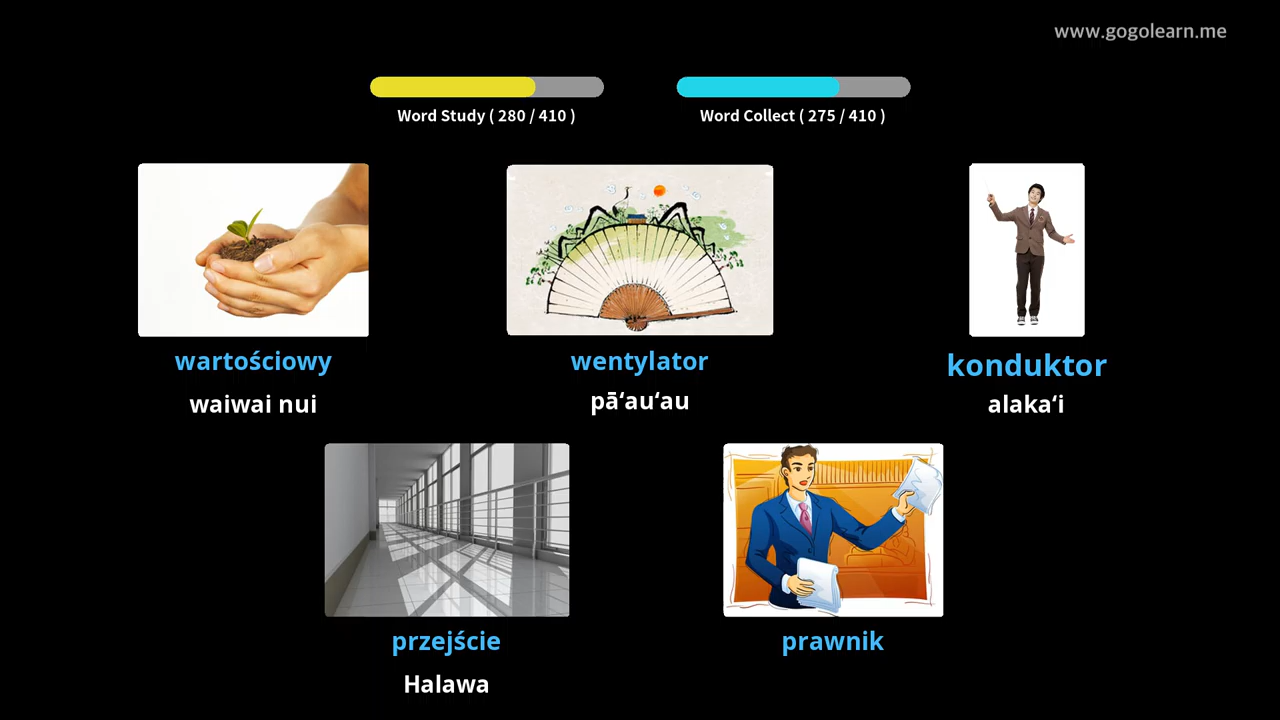 www.gogolearn.me
Word Study ( 280 / 410 )
Word Collect ( 275 / 410 )
wartościowy
waiwai nui
wentylator
pāʻauʻau
konduktor
alakaʻi
przejście
Halawa
prawnik